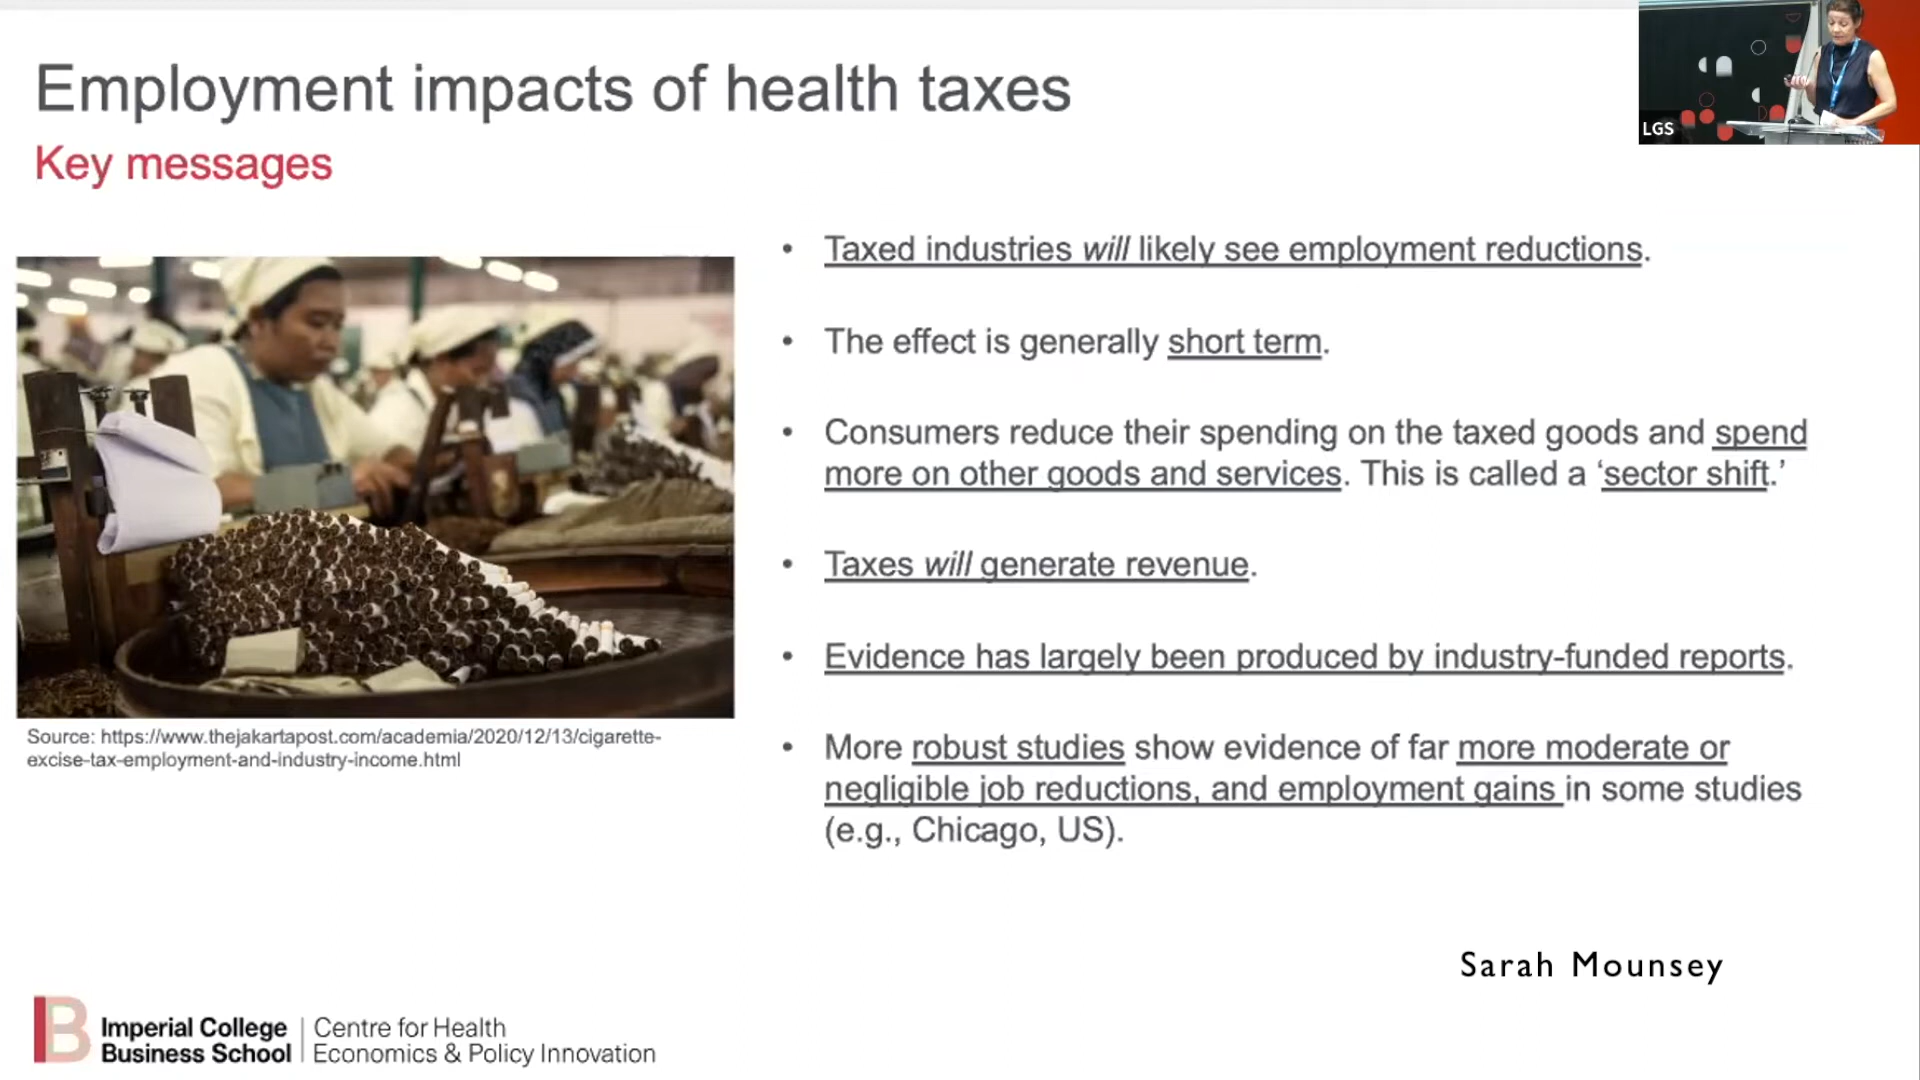 Employment impacts of health taxes
Key messages
LGS
• Taxed industries will likely see employment reductions.
• The effect is generally short term.
• Consumers reduce their spending on the taxed goods and spend
more on other goods and services. This is called a ‘sector shift.’
• Taxes will generate revenue.
• Evidence has largely been produced by industry-funded reports.
• More robust studies show evidence of far more moderate or
negligible job reductions, and employment gains in some studies
(e.g., Chicago, US).
Source: https://www.thejakartapost.com/academia/2020/12/13/cigarette-
excise-tax-employment-and-industry-income.html
Sarah Mounsey
B
Imperial College
Business School
Centre for Health
Economics & Policy Innovation